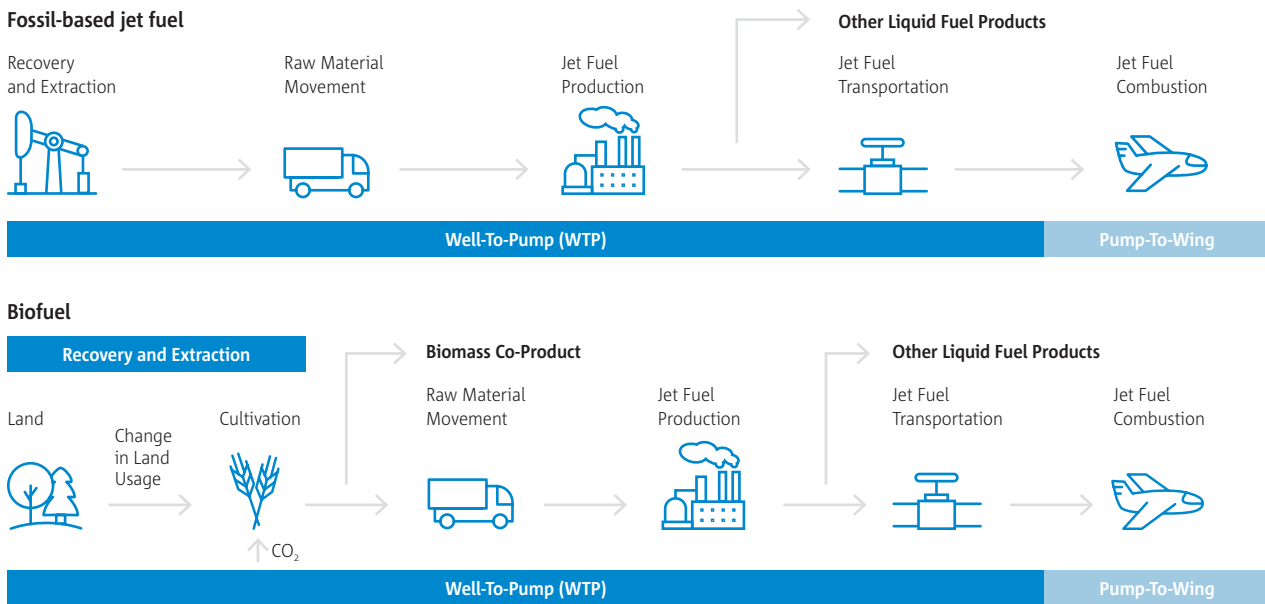 Fossil-based jet fuel
Other Liquid Fuel Products
Recovery
and Extraction
Raw Material
Movement
Jet Fuel
Production
Jet Fuel
Transportation
Jet Fuel
Combustion
Well-To-Pump (WTP)
Pump-To-Wing
Biofuel
Recovery and Extraction
Biomass Co-Product
Other Liquid Fuel Products
Land
Change
in Land
Usage
Cultivation
CO₂
Raw Material
Movement
Jet Fuel
Production
Jet Fuel
Transportation
Jet Fuel
Combustion
Well-To-Pump (WTP)
Pump-To-Wing